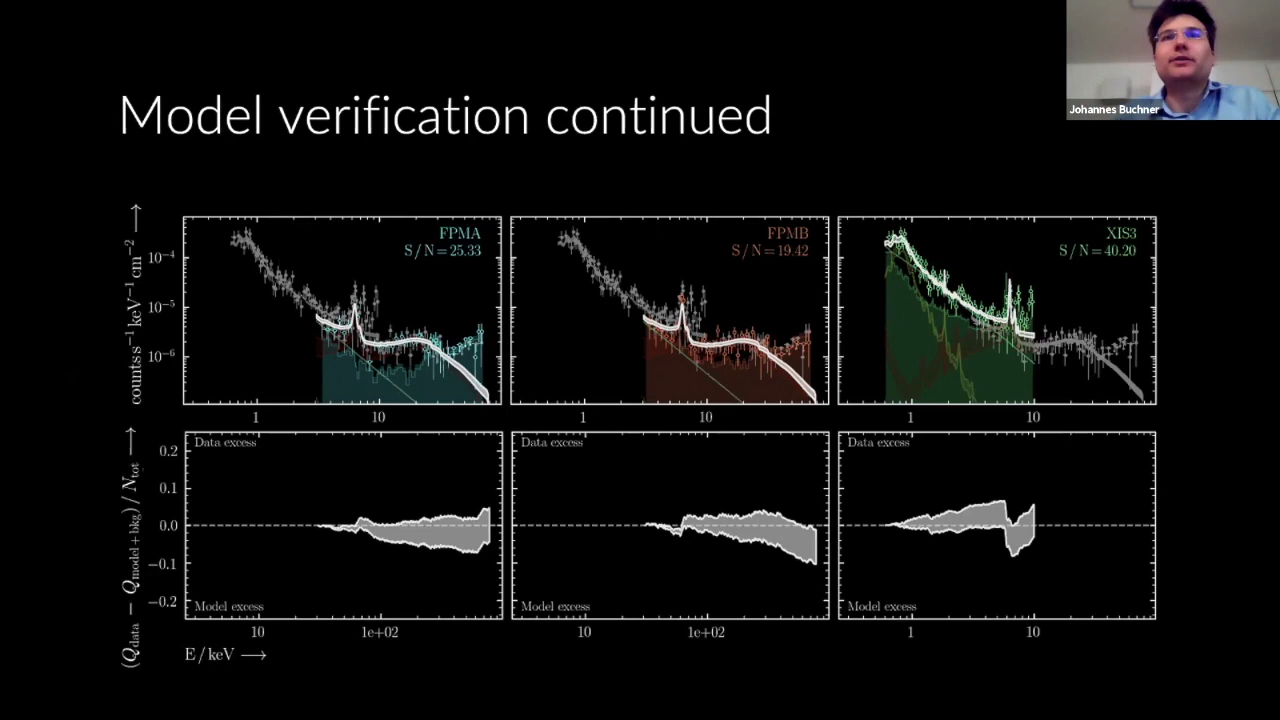 Johannes Buchner
Model verification continued
counts s⁻¹ keV⁻¹ cm⁻² ⟶
10⁻⁴
10⁻⁵
10⁻⁶
FPMA
S/N = 25.33
1
10
FPMB
S/N = 19.42
1
10
XIS3
S/N = 40.20
1
10
(Q_data − Q_model+bkg) / N_tot ⟶
0.2
0.1
0.0
−0.1
−0.2
Data excess
Model excess
10
1e+02
Data excess
Model excess
10
1e+02
Data excess
Model excess
1
10
E / keV ⟶